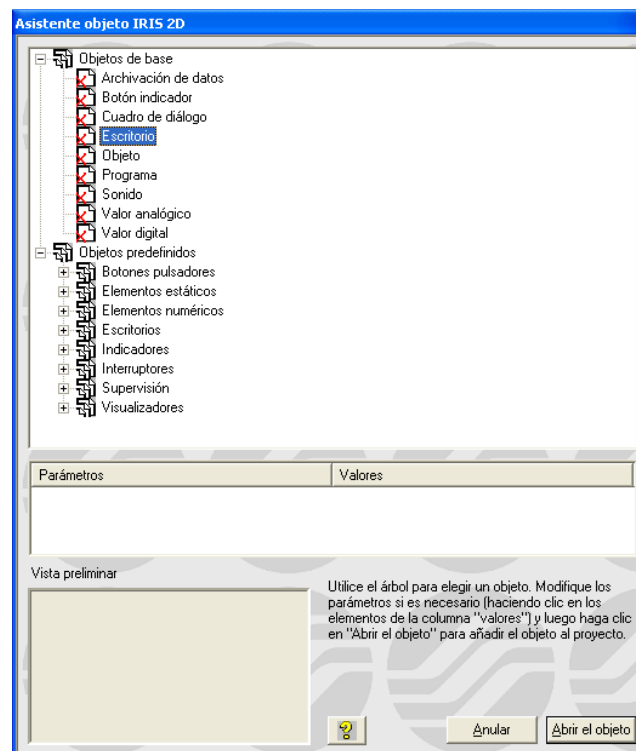 Asistente objeto IRIS 2D
Objetos de base
Archivación de datos
Botón indicador
Cuadro de diálogo
Escritorio
Objeto
Programa
Sonido
Valor analógico
Valor digital
Objetos predefinidos
Botones pulsadores
Elementos estáticos
Elementos numéricos
Escritorios
Indicadores
Interruptores
Supervisión
Visualizadores
Parámetros Valores
Vista preliminar
Utilice el árbol para elegir un objeto. Modifique los
parámetros si es necesario (haciendo clic en los
elementos de la columna "valores") y luego haga clic
en "Abrir el objeto" para añadir el objeto al proyecto.
Anular Abrir el objeto